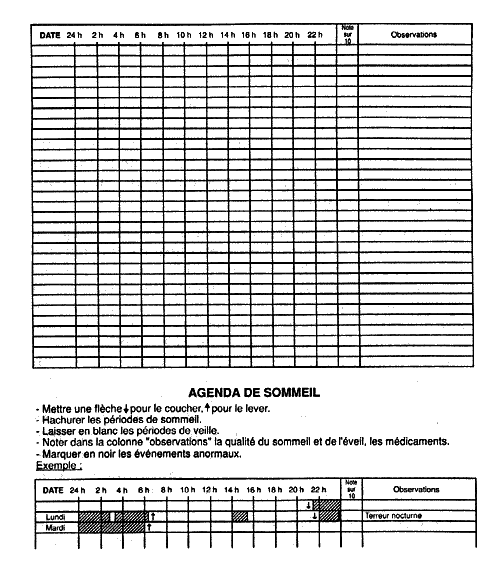 DATE 24 h 2 h 4 h 6 h 8 h 10 h 12 h 14 h 16 h 18 h 20 h 22 h Note sur 10 Observations
AGENDA DE SOMMEIL
- Mettre une flèche ↓ pour le coucher, ↑ pour le lever.
- Hachurer les périodes de sommeil.
- Laisser en blanc les périodes de veille.
- Noter dans la colonne "observations" la qualité du sommeil et de l'éveil, les médicaments.
- Marquer en noir les événements anormaux.
Exemple :
DATE 24 h 2 h 4 h 6 h 8 h 10 h 12 h 14 h 16 h 18 h 20 h 22 h Note sur 10 Observations
↓
Lundi ↑ ↓ Terreur nocturne
Mardi ↑